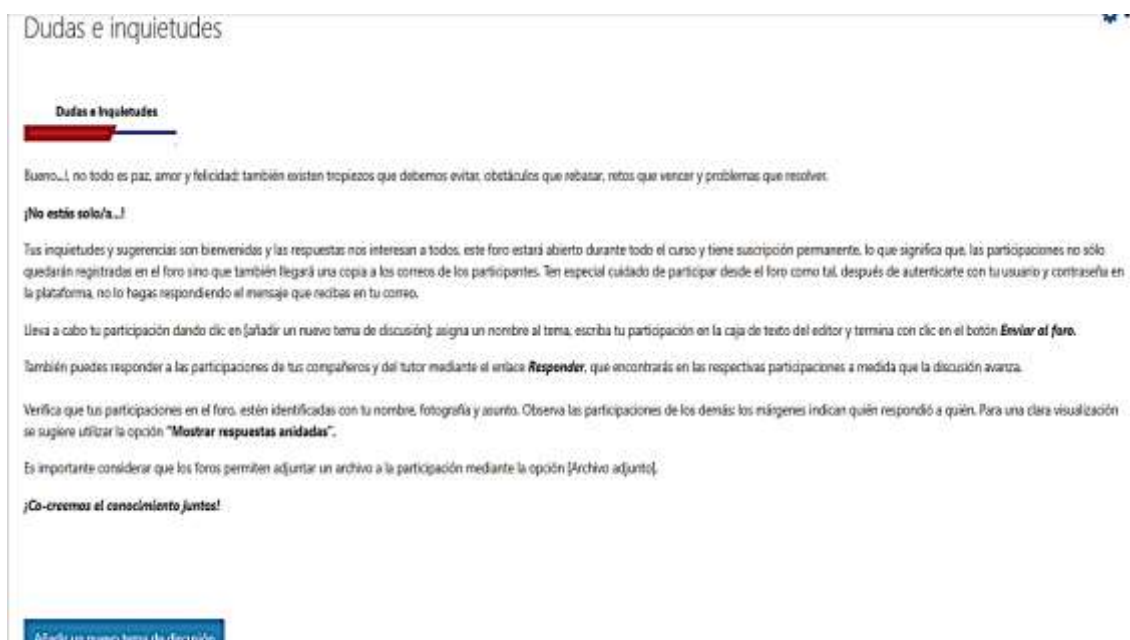 Dudas e inquietudes
Dudas e Inquietudes
Bueno...!, no todo es paz, amor y felicidad: también existen tropiezos que debemos evitar, obstáculos que rebasar, retos que vencer y problemas que resolver.
¡No estás solo/a...!
Tus inquietudes y sugerencias son bienvenidas y las respuestas nos interesan a todos, este foro estará abierto durante todo el curso y tiene suscripción permanente, lo que significa que, las participaciones no sólo
quedarán registradas en el foro sino que también llegará una copia a los correos de los participantes. Ten especial cuidado de participar desde el foro como tal, después de autenticarte con tu usuario y contraseña en
la plataforma, no lo hagas respondiendo el mensaje que recibas en tu correo.
Lleva a cabo tu participación dando clic en [añadir un nuevo tema de discusión]; asigna un nombre al tema, escriba tu participación en la caja de texto del editor y termina con clic en el botón Enviar al foro.
También puedes responder a las participaciones de tus compañeros y del tutor mediante el enlace Responder, que encontrarás en las respectivas participaciones a medida que la discusión avanza.
Verifica que tus participaciones en el foro, estén identificadas con tu nombre, fotografía y asunto. Observa las participaciones de los demás: los márgenes indican quién respondió a quién. Para una clara visualización
se sugiere utilizar la opción "Mostrar respuestas anidadas".
Es importante considerar que los foros permiten adjuntar un archivo a la participación mediante la opción [Archivo adjunto].
¡Co-creemos el conocimiento juntos!
Añadir un nuevo tema de discusión